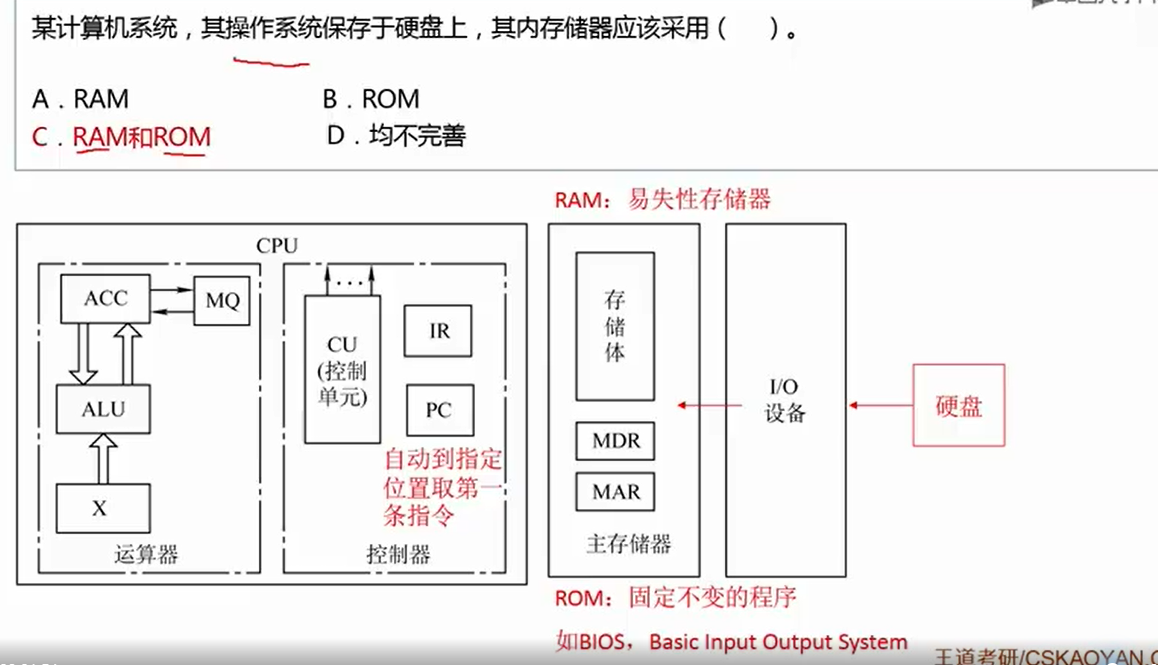 某计算机系统，其操作系统保存于硬盘上，其内存储器应该采用（　　）。
A．RAM　　B．ROM
C．RAM和ROM　　D．均不完善
RAM：易失性存储器
CPU
ACC
MQ
ALU
X
运算器
...
CU
(控制
单元)
IR
PC
自动到指定
位置取第一
条指令
控制器
存
储
体
MDR
MAR
主存储器
I/O
设备
硬盘
ROM：固定不变的程序
如BIOS，Basic Input Output System
王道考研/CSKAOYAN.C